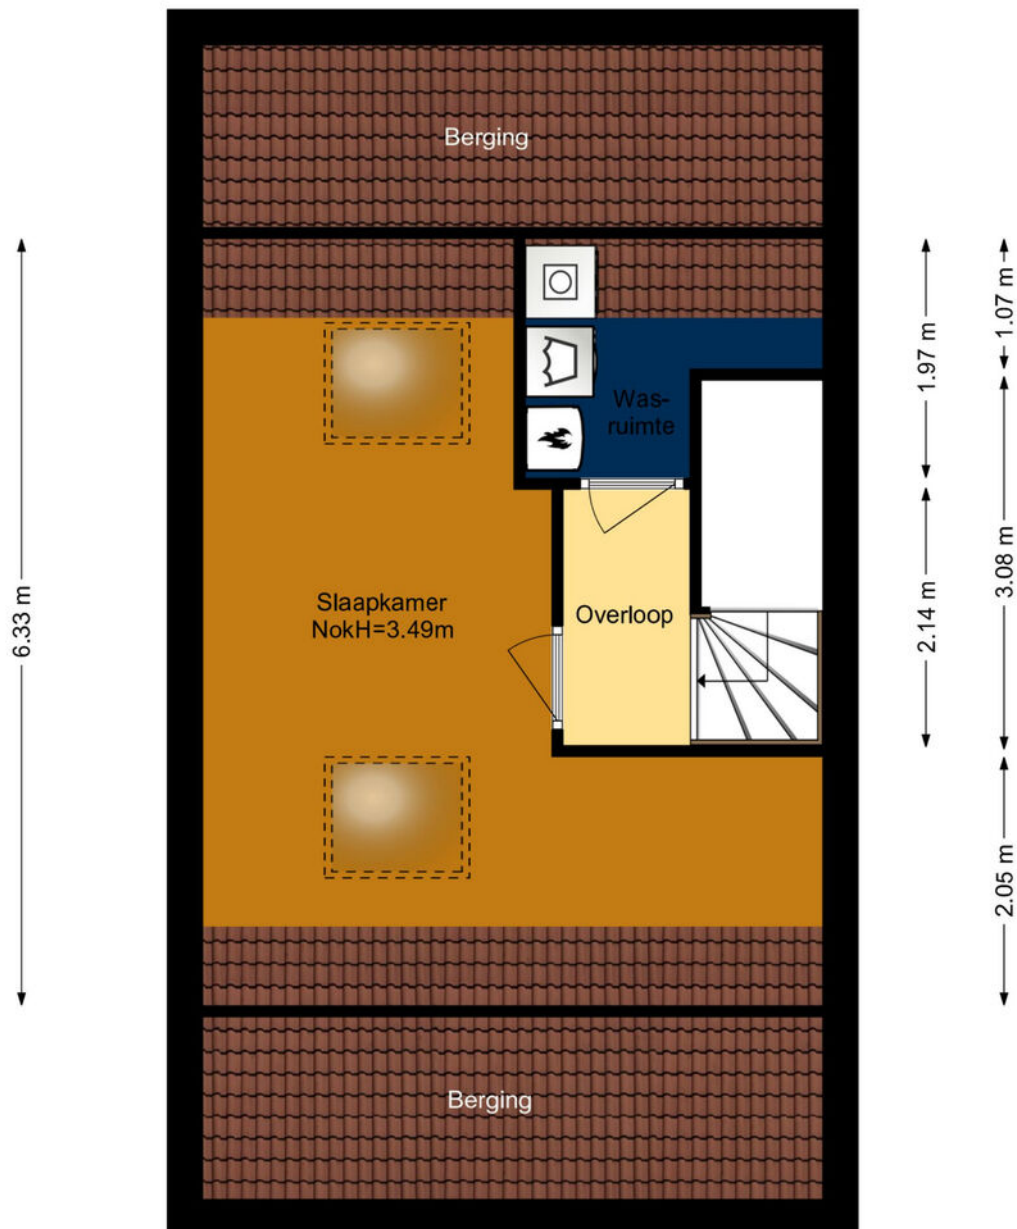 Berging
1.07 m
1.97 m
Was-
ruimte
3.08 m
6.33 m
Slaapkamer
NokH=3.49m
Overloop
2.14 m
2.05 m
Berging